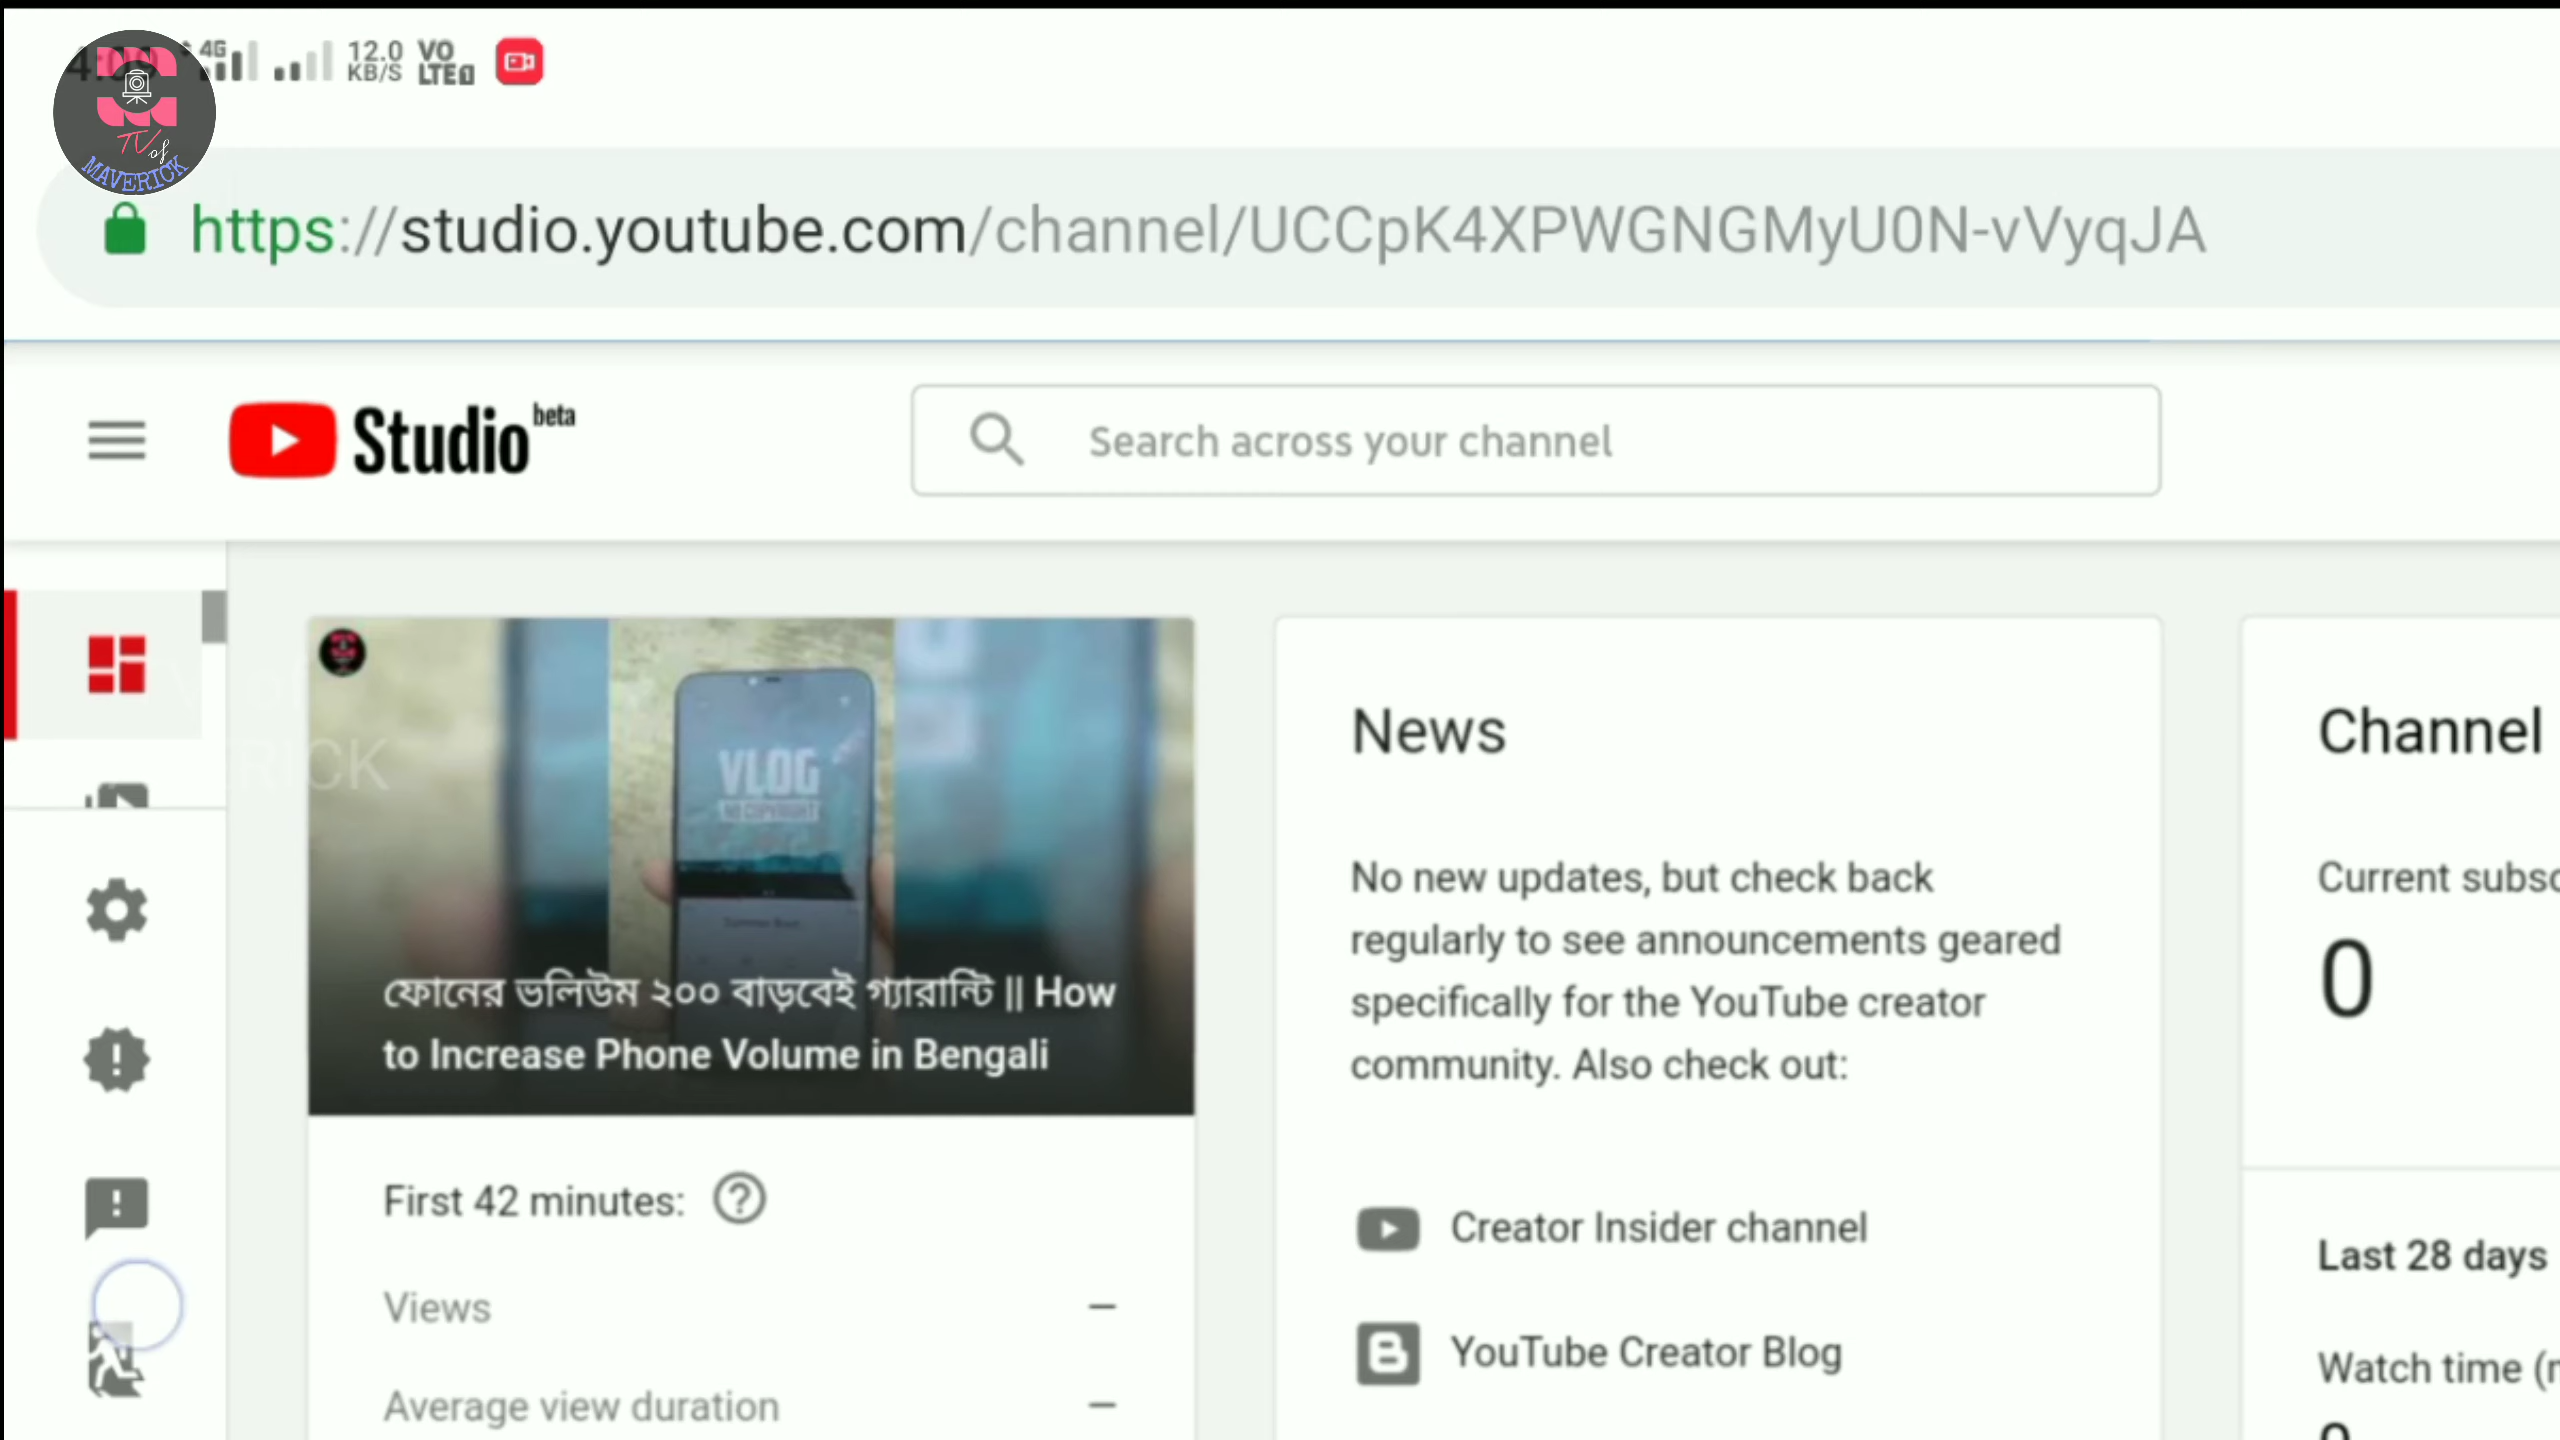 4G
12.0
KB/S
VO
LTE 1
TV of
MAVERICK
https://studio.youtube.com/channel/UCCpK4XPWGNGMyU0N-vVyqJA
Studio beta
Search across your channel
RICK
VLOG
NO COPYRIGHT
ফোনের ভলিউম ২০০ বাড়বেই গ্যারান্টি || How
to Increase Phone Volume in Bengali
First 42 minutes:
Views –
Average view duration –
News
No new updates, but check back
regularly to see announcements geared
specifically for the YouTube creator
community. Also check out:
Creator Insider channel
YouTube Creator Blog
Channel
Current subsc
0
Last 28 days
Watch time (